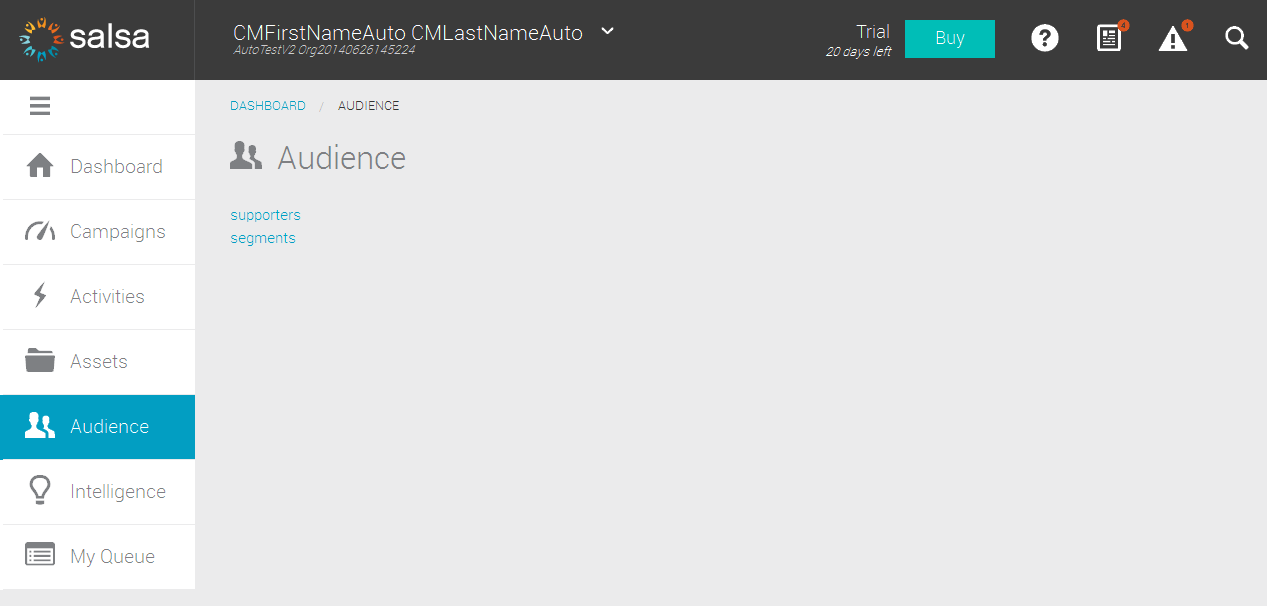 salsa
CMFirstNameAuto CMLastNameAuto
AutoTestV2 Org20140626145224
Trial
20 days left
Buy
4
1
DASHBOARD / AUDIENCE
Audience
supporters
segments
Dashboard
Campaigns
Activities
Assets
Audience
Intelligence
My Queue